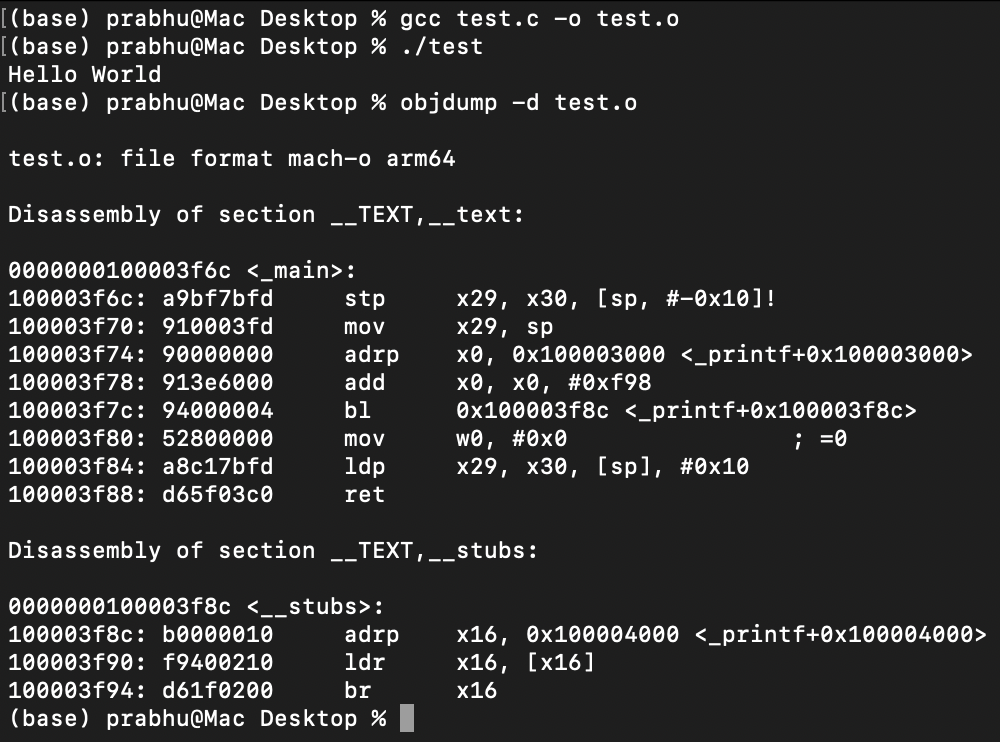 [(base) prabhu@Mac Desktop % gcc test.c -o test.o
[(base) prabhu@Mac Desktop % ./test
Hello World
[(base) prabhu@Mac Desktop % objdump -d test.o

test.o: file format mach-o arm64

Disassembly of section __TEXT,__text:

0000000100003f6c <_main>:
100003f6c: a9bf7bfd     stp     x29, x30, [sp, #-0x10]!
100003f70: 910003fd     mov     x29, sp
100003f74: 90000000     adrp    x0, 0x100003000 <_printf+0x100003000>
100003f78: 913e6000     add     x0, x0, #0xf98
100003f7c: 94000004     bl      0x100003f8c <_printf+0x100003f8c>
100003f80: 52800000     mov     w0, #0x0                ; =0
100003f84: a8c17bfd     ldp     x29, x30, [sp], #0x10
100003f88: d65f03c0     ret

Disassembly of section __TEXT,__stubs:

0000000100003f8c <__stubs>:
100003f8c: b0000010     adrp    x16, 0x100004000 <_printf+0x100004000>
100003f90: f9400210     ldr     x16, [x16]
100003f94: d61f0200     br      x16
(base) prabhu@Mac Desktop %